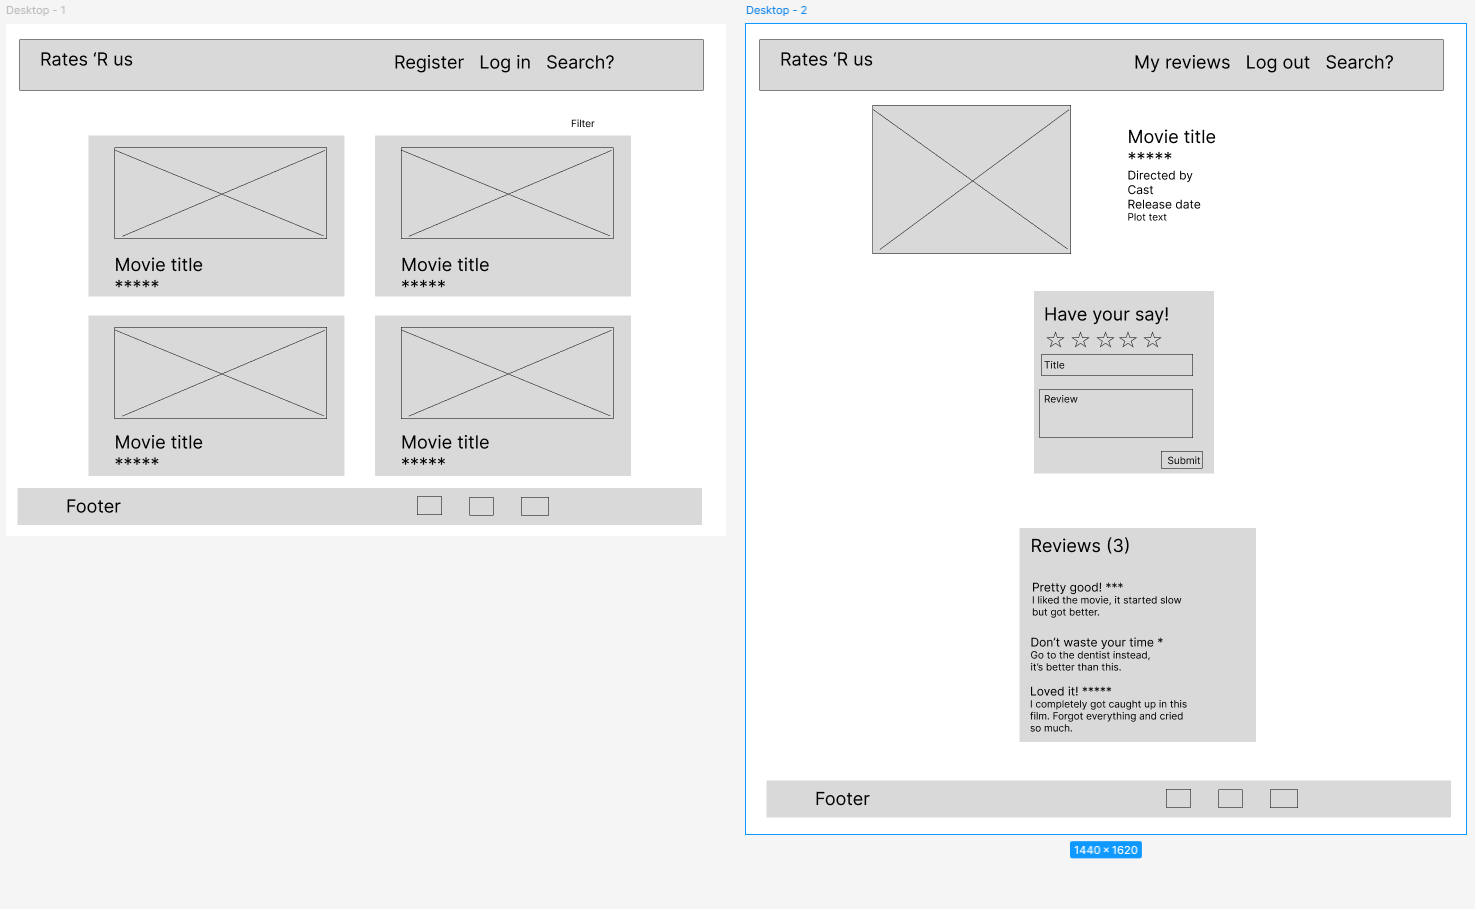 Desktop - 1
Rates ‘R us
Register Log in Search?
Filter
Movie title
*****
Movie title
*****
Movie title
*****
Movie title
*****
Footer
Desktop - 2
Rates ‘R us
My reviews Log out Search?
Movie title
*****
Directed by
Cast
Release date
Plot text
Have your say!
Title
Review
Submit
Reviews (3)
Pretty good! ***
I liked the movie, it started slow
but got better.
Don’t waste your time *
Go to the dentist instead,
it’s better than this.
Loved it! *****
I completely got caught up in this
film. Forgot everything and cried
so much.
Footer
1440 × 1620